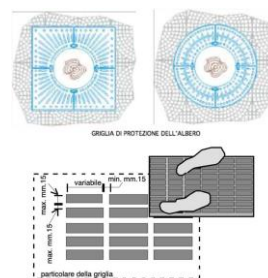 GRIGLIA DI PROTEZIONE DELL'ALBERO
variabile
min. mm.15
max. mm.15
max. mm.15
particolare della griglia